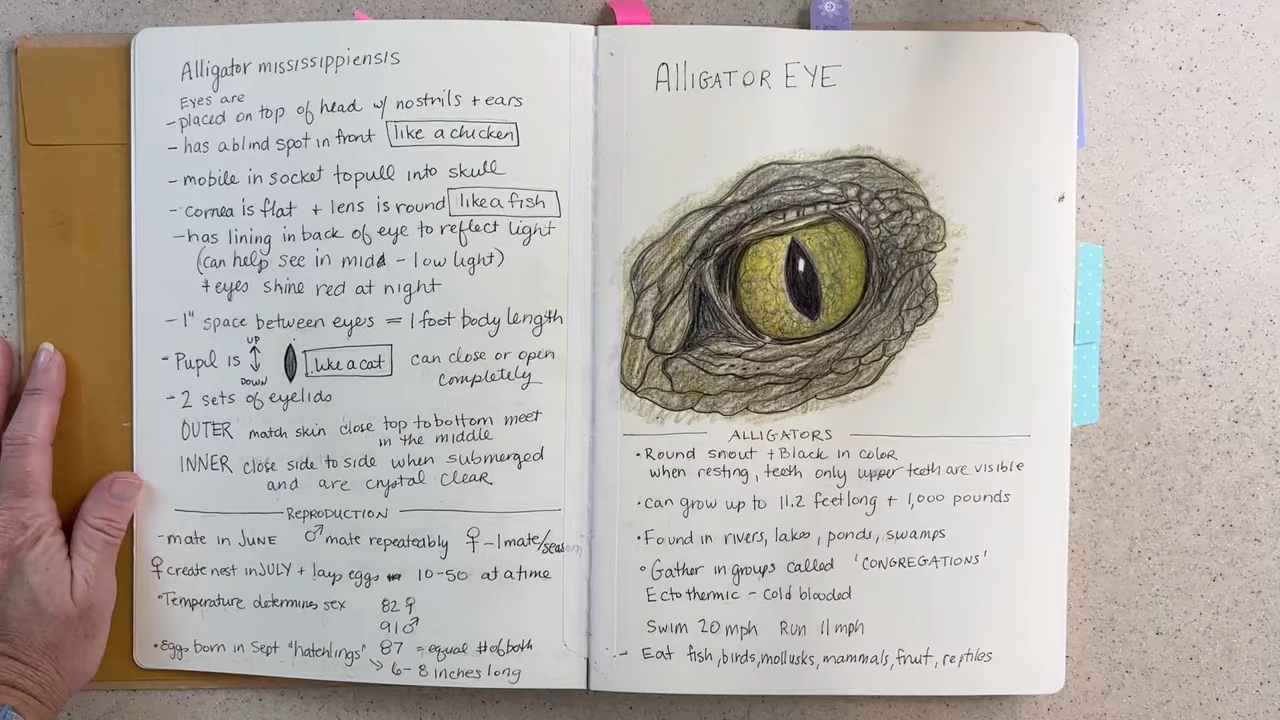 Alligator mississippiensis
Eyes are
- placed on top of head w/ nostrils + ears
- has a blind spot in front like a chicken
- mobile in socket to pull into skull
- cornea is flat + lens is round like a fish
- has lining in back of eye to reflect light
(can help see in mid - low light)
+ eyes shine red at night
- 1" space between eyes = 1 foot body length
- Pupil is UP ↕ DOWN like a cat can close or open
completely
- 2 sets of eyelids
OUTER match skin close top to bottom meet
in the middle
INNER close side to side when submerged
and are crystal clear
REPRODUCTION
- mate in JUNE ♂ mate repeatedly ♀ - 1 mate/season
♀ create nest in JULY + lays eggs 10-50 at a time
• Temperature determines sex 82 ♀
91 ♂
• Eggs born in Sept "hatchlings" 87 = equal # of both
↘ 6-8 inches long
ALLIGATOR EYE
ALLIGATORS
• Round snout + Black in color
when resting, teeth only upper teeth are visible
• can grow up to 11.2 feet long + 1,000 pounds
• Found in rivers, lakes, ponds, swamps
° Gather in groups called 'CONGREGATIONS'
Ectothermic - cold blooded
Swim 20 mph Run 11 mph
- Eat fish, birds, mollusks, mammals, fruit, reptiles